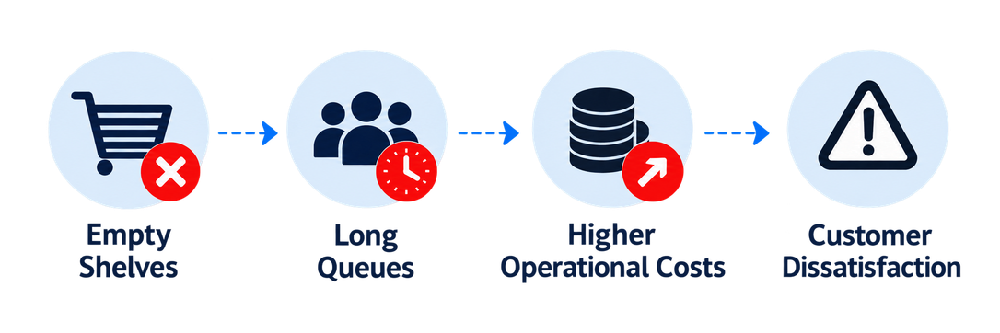 Empty
Shelves
Long
Queues
Higher
Operational Costs
Customer
Dissatisfaction